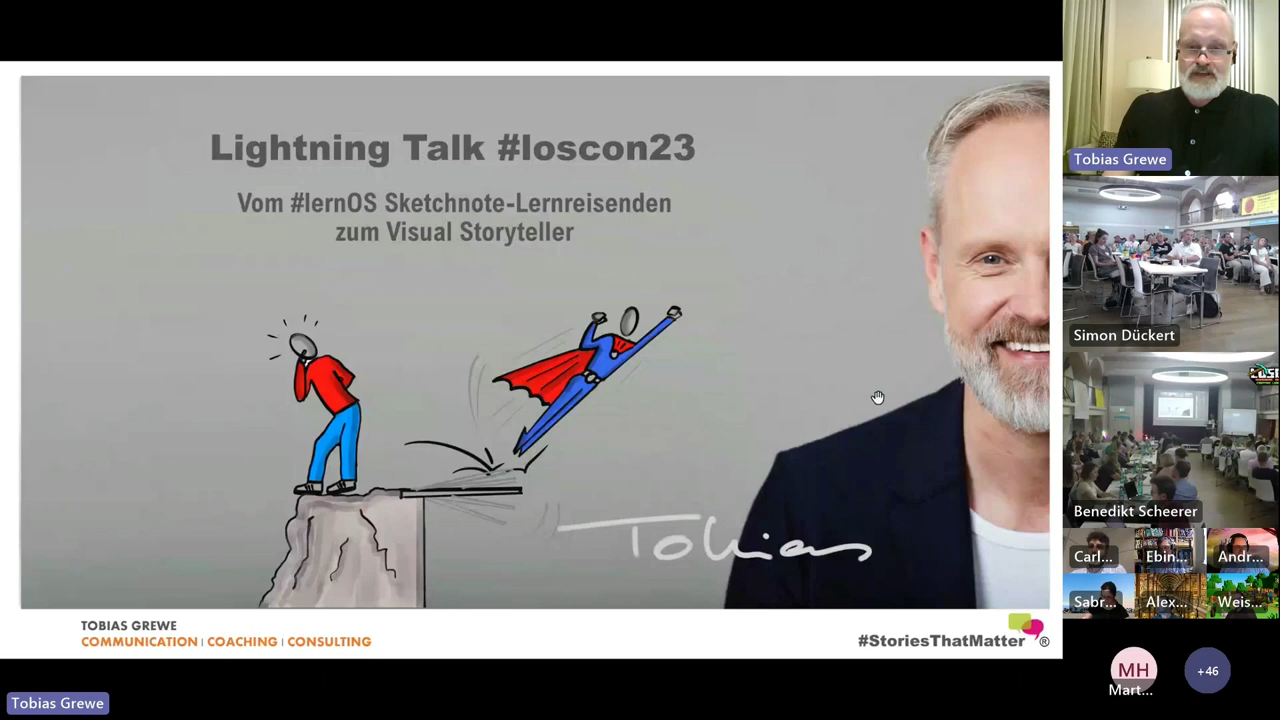 Lightning Talk #loscon23
Vom #lernOS Sketchnote-Lernreisenden
zum Visual Storyteller
Tobias
TOBIAS GREWE
COMMUNICATION | COACHING | CONSULTING
#StoriesThatMatter ®
Tobias Grewe
Tobias Grewe
Simon Dückert
Benedikt Scheerer
Carl...
Ebin...
Andr...
Sabr...
Alex...
Weis...
MH
Mart...
+46